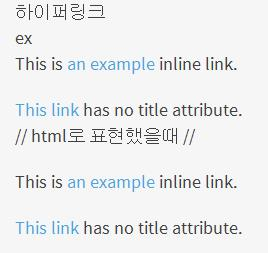 하이퍼링크
ex
This is an example inline link.
This link has no title attribute.
// html로 표현했을때 //
This is an example inline link.
This link has no title attribute.